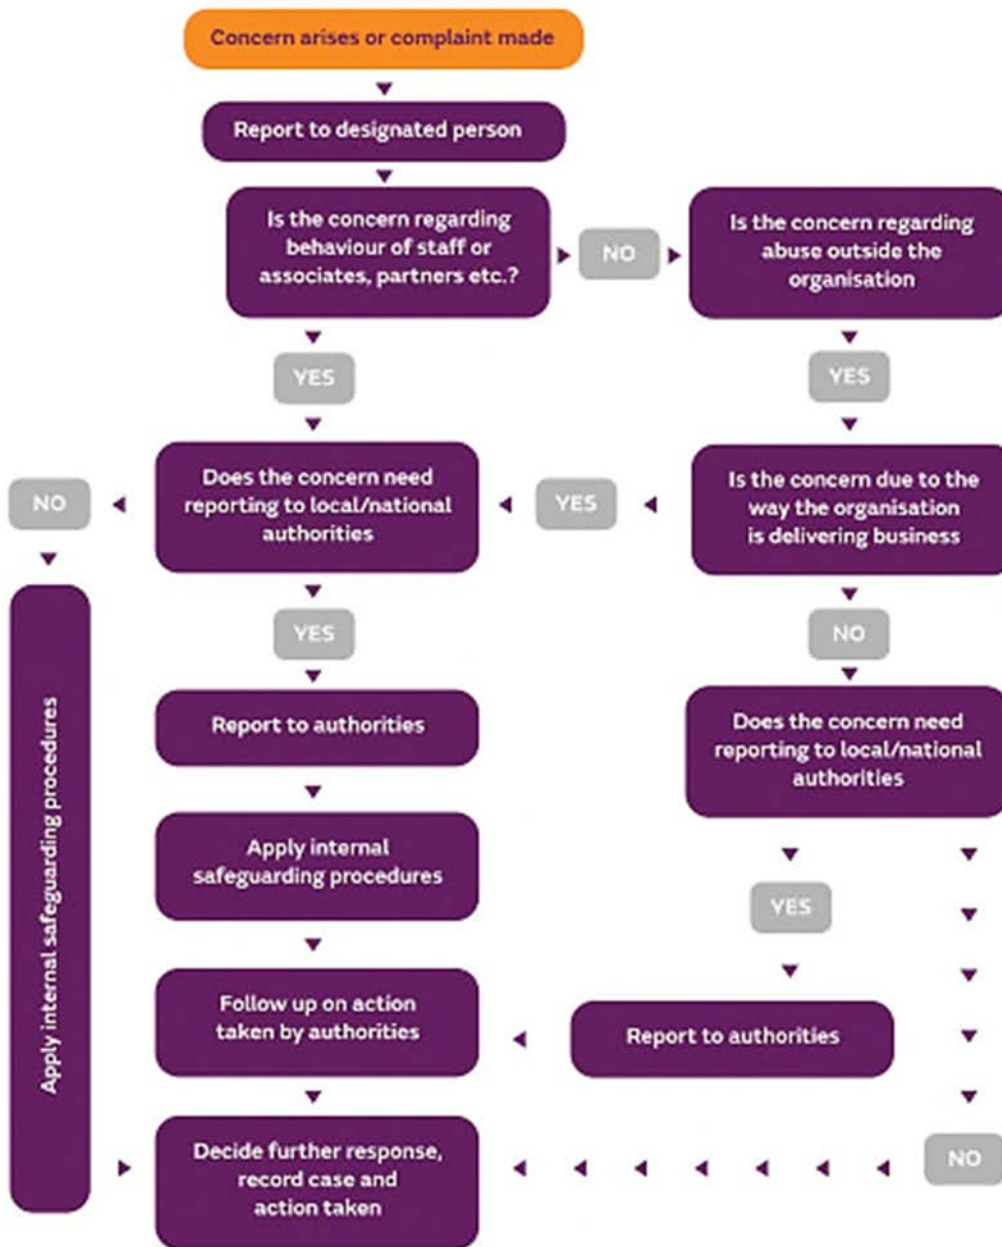 Concern arises or complaint made
Report to designated person
Is the concern regarding
behaviour of staff or
associates, partners etc.?
NO
Is the concern regarding
abuse outside the
organisation
YES
YES
NO
Does the concern need
reporting to local/national
authorities
YES
Is the concern due to the
way the organisation
is delivering business
YES
NO
Apply internal safeguarding procedures
Report to authorities
Does the concern need
reporting to local/national
authorities
Apply internal
safeguarding procedures
YES
Follow up on action
taken by authorities
Report to authorities
Decide further response,
record case and
action taken
NO